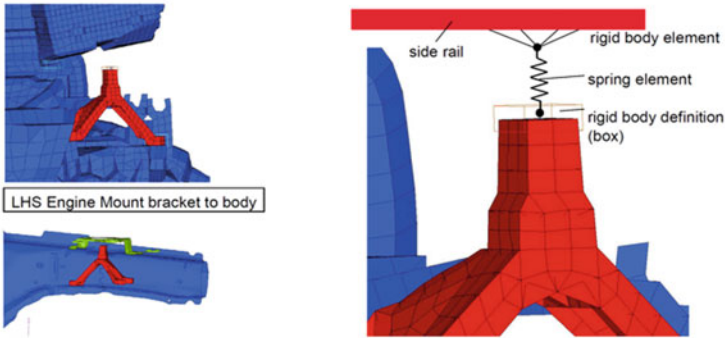 LHS Engine Mount bracket to body
side rail
rigid body element
spring element
rigid body definition
(box)